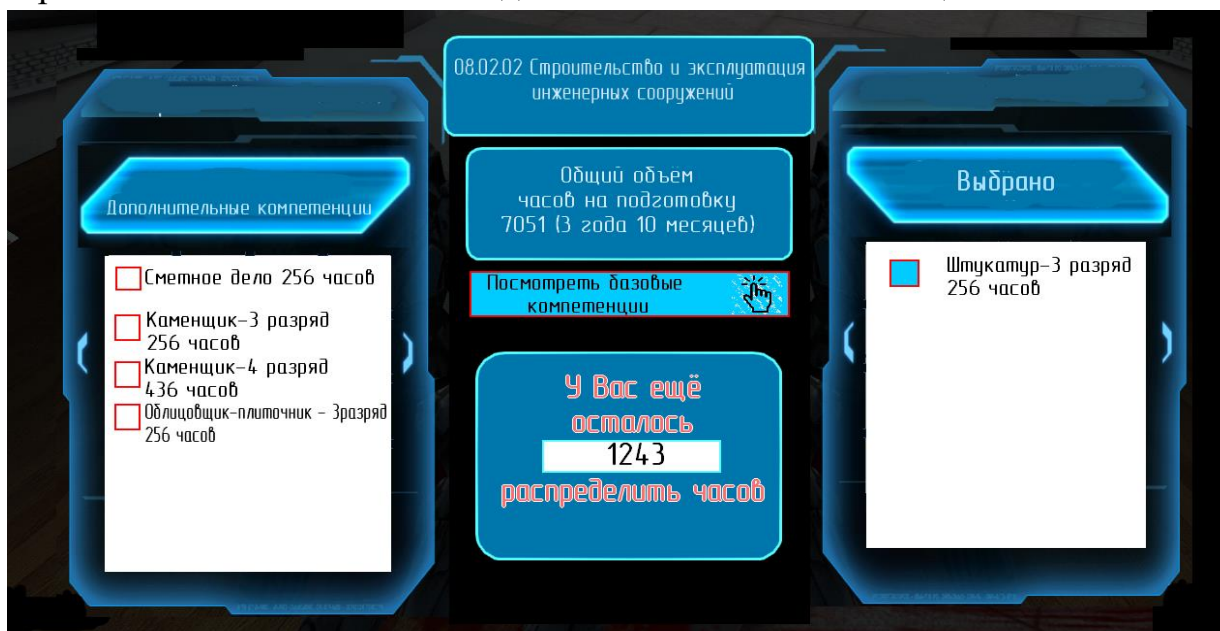 08.02.02 Строительство и эксплуатация
инженерных сооружений
Дополнительные компетенции
Сметное дело 256 часов
Каменщик-3 разряд
256 часов
Каменщик-4 разряд
436 часов
Облицовщик-плиточник - 3разряд
256 часов
Общий объём
часов на подготовку
7051 (3 года 10 месяцев)
Посмотреть базовые
компетенции
У Вас ещё
осталось
1243
распределить часов
Выбрано
Штукатур-3 разряд
256 часов